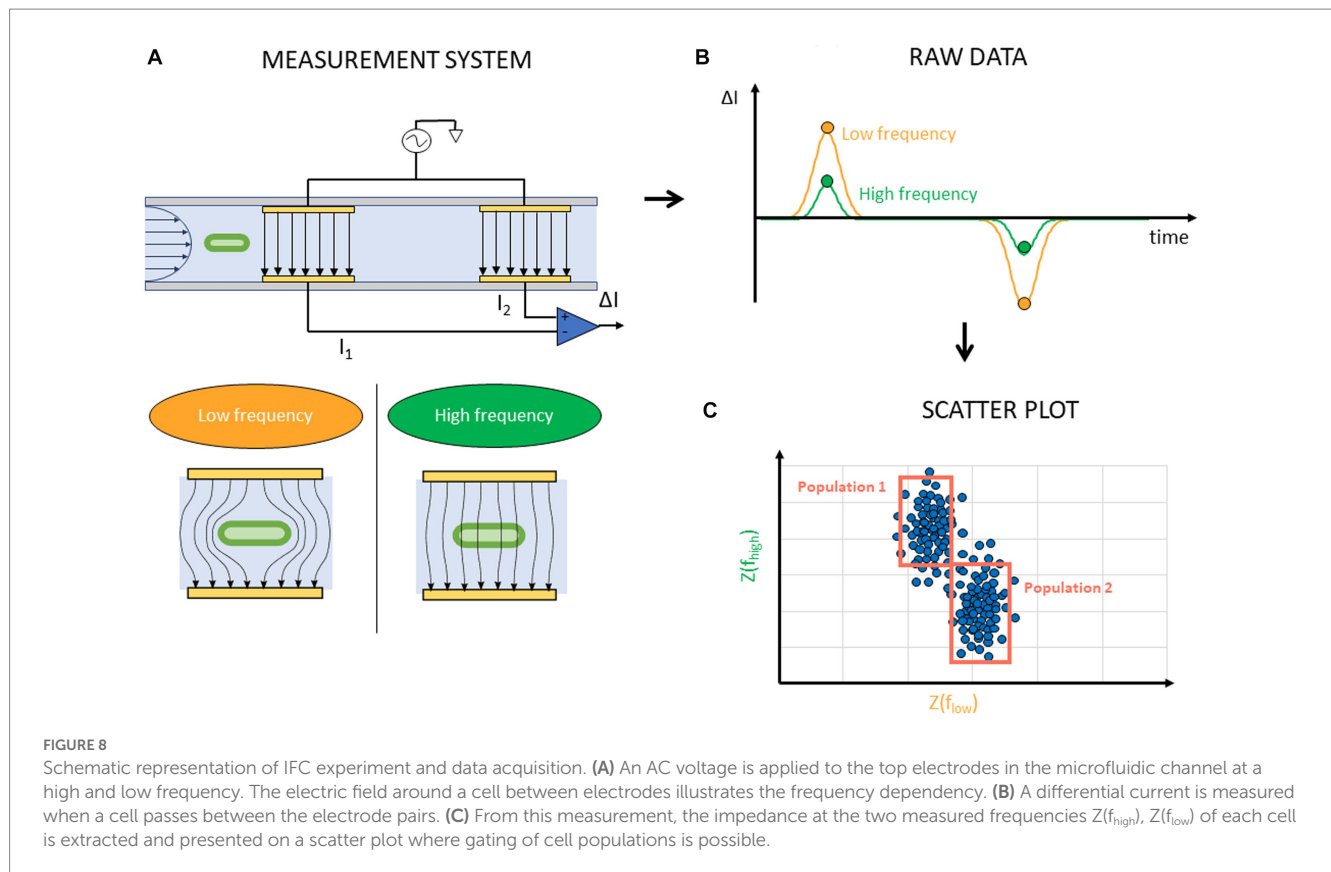 A
MEASUREMENT SYSTEM
I2
ΔI
+
-
I1
Low frequency
High frequency
B
RAW DATA
ΔI
Low frequency
High frequency
time
C
SCATTER PLOT
Population 1
Population 2
Z(fhigh)
Z(flow)
FIGURE 8
Schematic representation of IFC experiment and data acquisition. (A) An AC voltage is applied to the top electrodes in the microfluidic channel at a
high and low frequency. The electric field around a cell between electrodes illustrates the frequency dependency. (B) A differential current is measured
when a cell passes between the electrode pairs. (C) From this measurement, the impedance at the two measured frequencies Z(fhigh), Z(flow) of each cell
is extracted and presented on a scatter plot where gating of cell populations is possible.